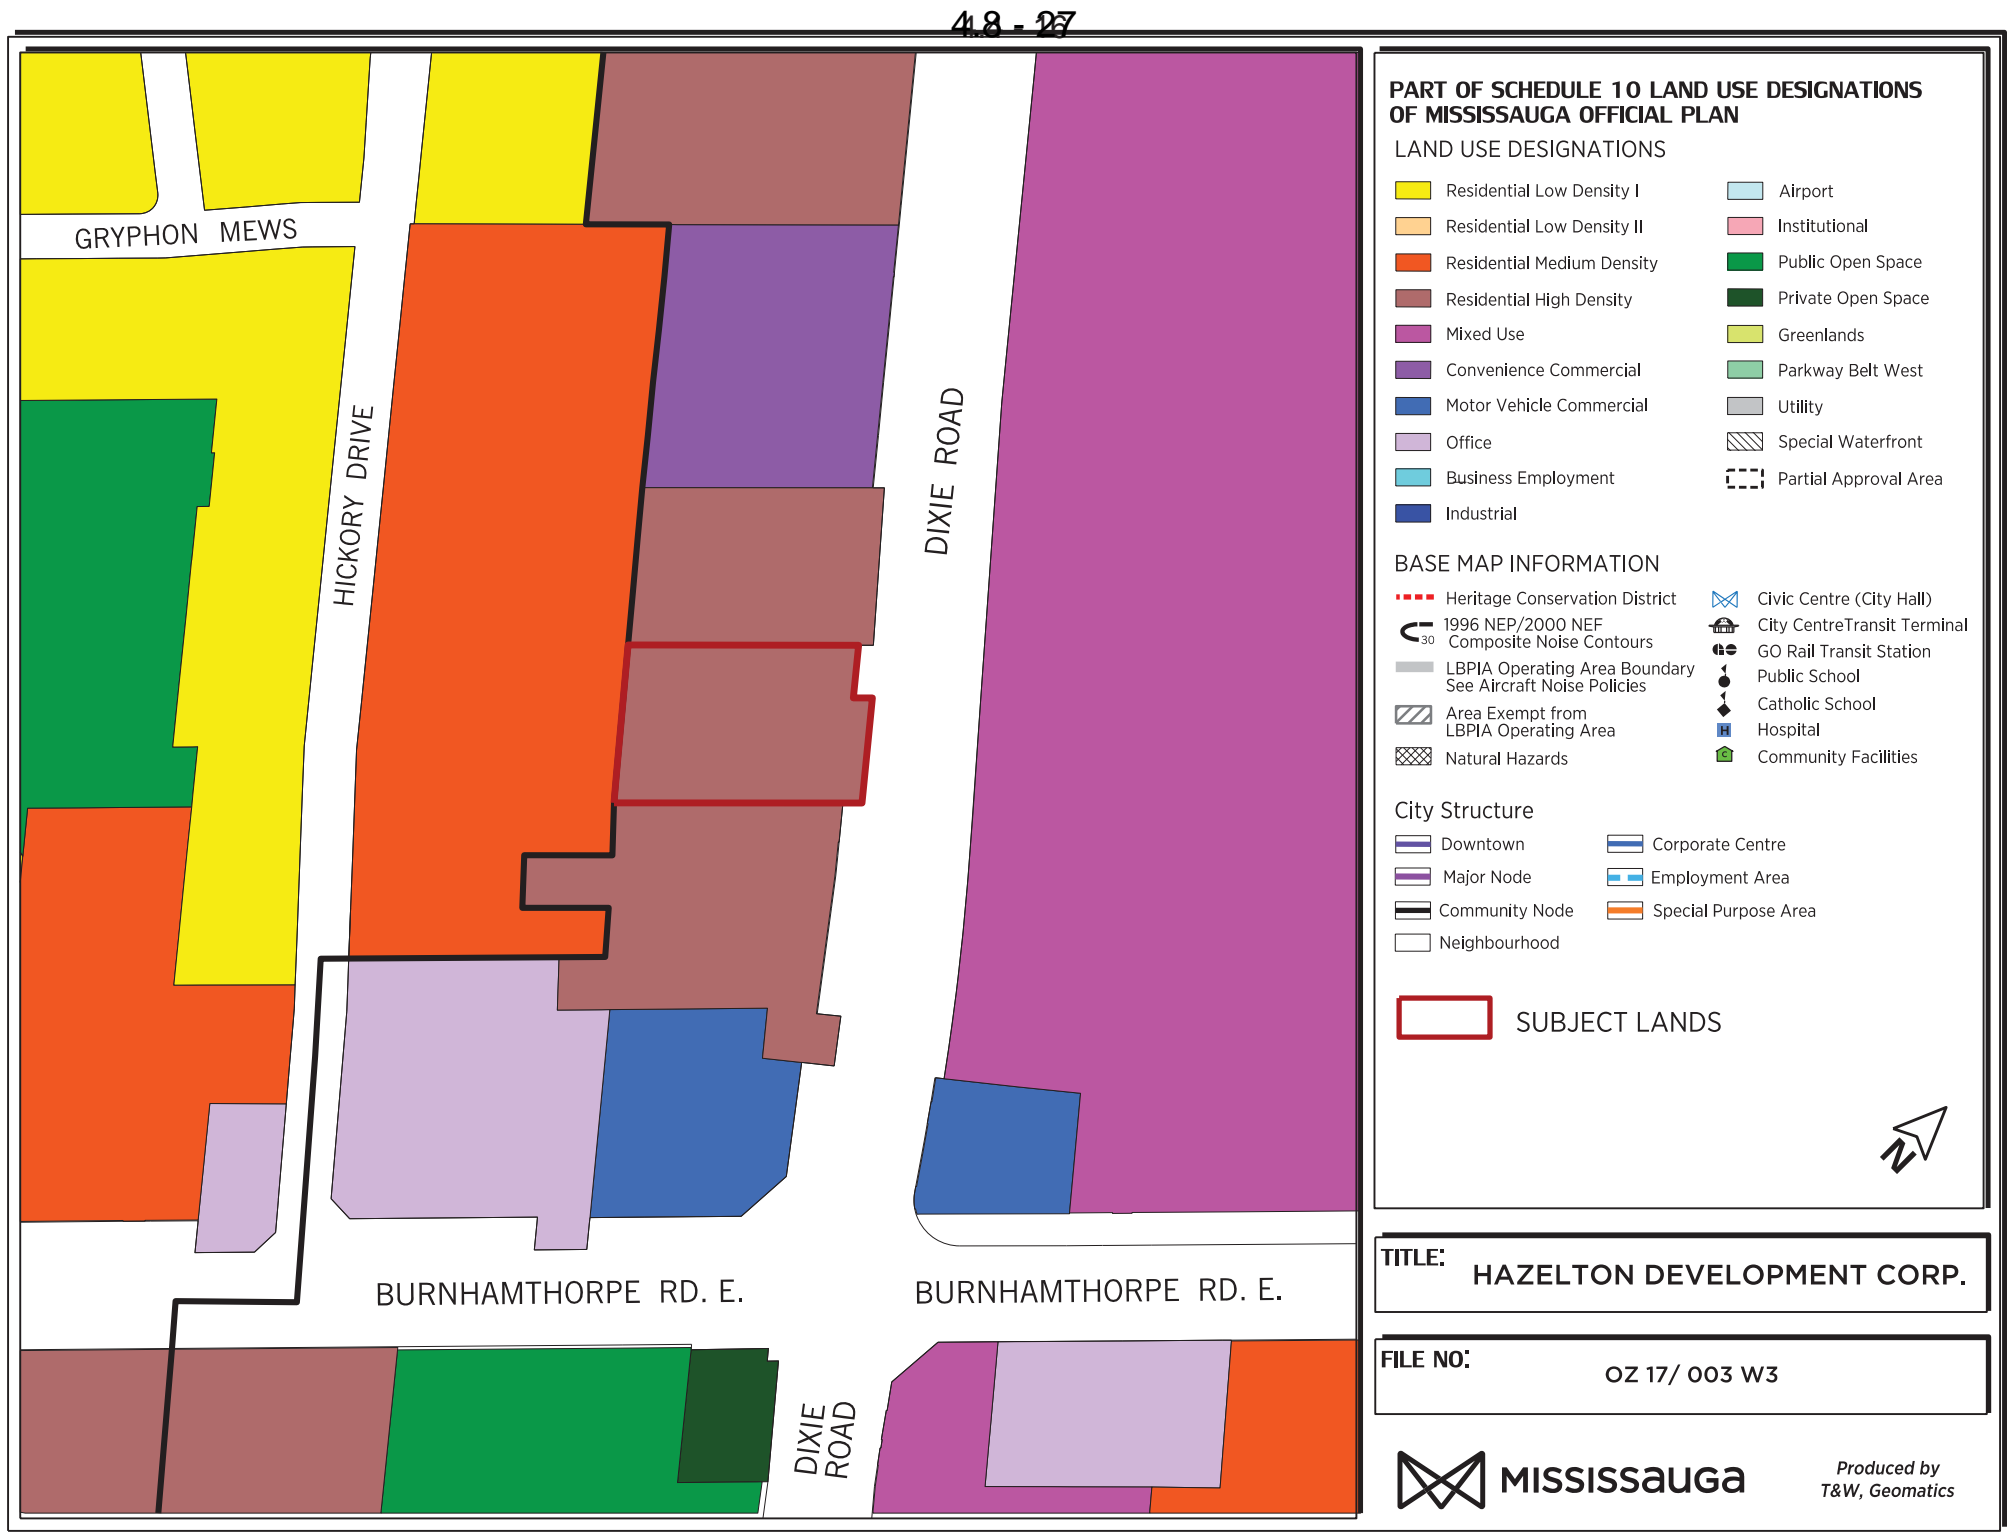 GRYPHON MEWS
HICKORY DRIVE
DIXIE ROAD
BURNHAMTHORPE RD. E.
BURNHAMTHORPE RD. E.
DIXIE
ROAD
PART OF SCHEDULE 10 LAND USE DESIGNATIONS
OF MISSISSAUGA OFFICIAL PLAN
LAND USE DESIGNATIONS
Residential Low Density I
Residential Low Density II
Residential Medium Density
Residential High Density
Mixed Use
Convenience Commercial
Motor Vehicle Commercial
Office
Business Employment
Industrial
Airport
Institutional
Public Open Space
Private Open Space
Greenlands
Parkway Belt West
Utility
Special Waterfront
Partial Approval Area
BASE MAP INFORMATION
Heritage Conservation District
30
1996 NEP/2000 NEF
Composite Noise Contours
LBPIA Operating Area Boundary
See Aircraft Noise Policies
Area Exempt from
LBPIA Operating Area
Natural Hazards
Civic Centre (City Hall)
City CentreTransit Terminal
GO Rail Transit Station
Public School
Catholic School
H Hospital
C Community Facilities
City Structure
Downtown
Major Node
Community Node
Neighbourhood
Corporate Centre
Employment Area
Special Purpose Area
SUBJECT LANDS
N
TITLE:
HAZELTON DEVELOPMENT CORP.
FILE NO:
OZ 17/ 003 W3
MISSISSAUGA
Produced by
T&W, Geomatics